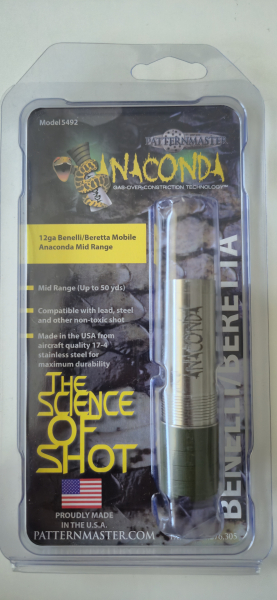 Model 5492
PATTERNMASTER
ANACONDA
GAS-OVER-CONSTRICTION TECHNOLOGY
12ga Benelli/Beretta Mobile
Anaconda Mid Range
Mid Range (Up to 50 yds)
Compatible with lead, steel
and other non-toxic shot
Made in the USA from
aircraft quality 17-4
stainless steel for
maximum durability
ANACONDA
BENELLI/BERETTA
THE
SCIENCE
OF
SHOT
PROUDLY MADE
IN THE U.S.A.
PATTERNMASTER.COM